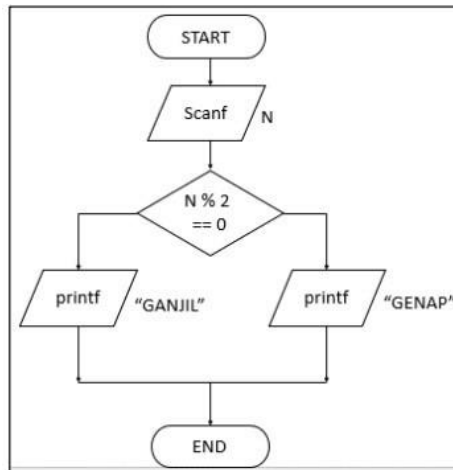 START
Scanf
N
N % 2
== 0
printf
“GANJIL”
printf
“GENAP”
END